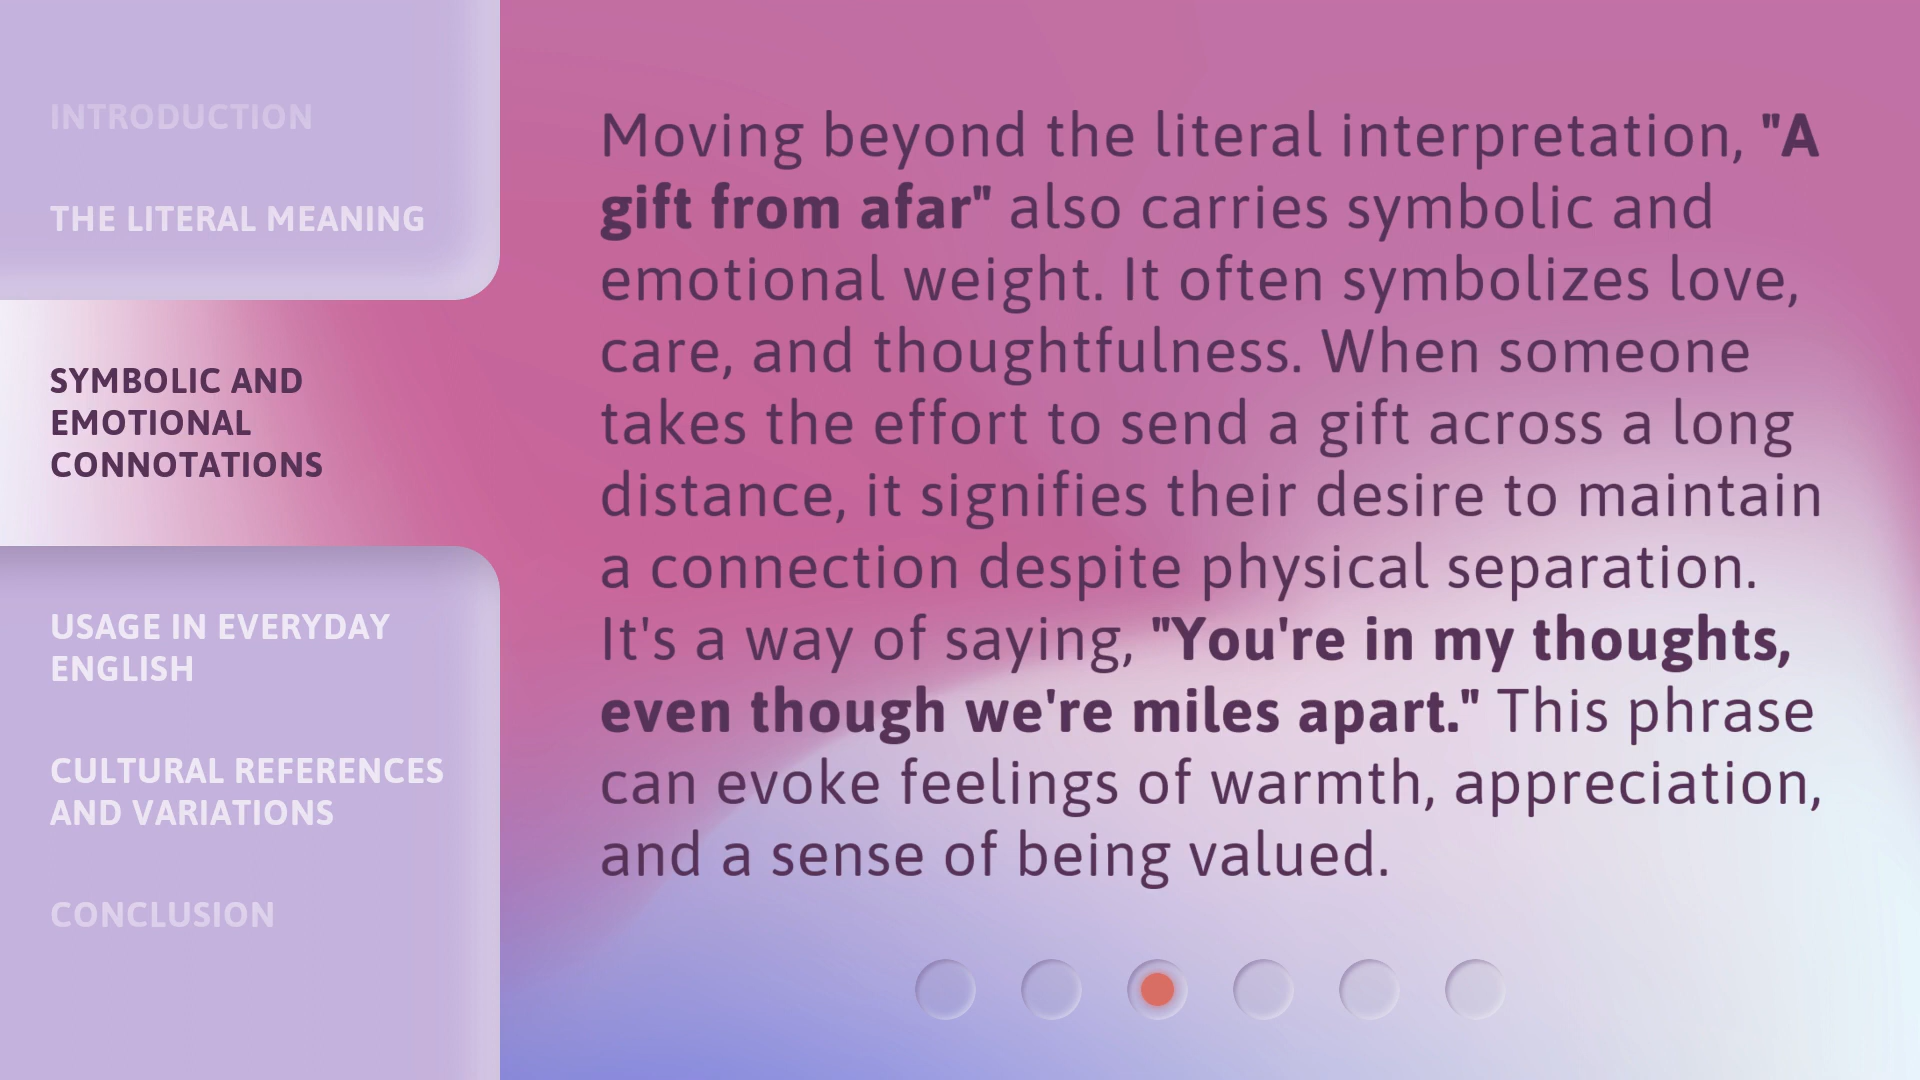 INTRODUCTION
THE LITERAL MEANING
SYMBOLIC AND
EMOTIONAL
CONNOTATIONS
USAGE IN EVERYDAY
ENGLISH
CULTURAL REFERENCES
AND VARIATIONS
CONCLUSION
Moving beyond the literal interpretation, "A
gift from afar" also carries symbolic and
emotional weight. It often symbolizes love,
care, and thoughtfulness. When someone
takes the effort to send a gift across a long
distance, it signifies their desire to maintain
a connection despite physical separation.
It's a way of saying, "You're in my thoughts,
even though we're miles apart." This phrase
can evoke feelings of warmth, appreciation,
and a sense of being valued.